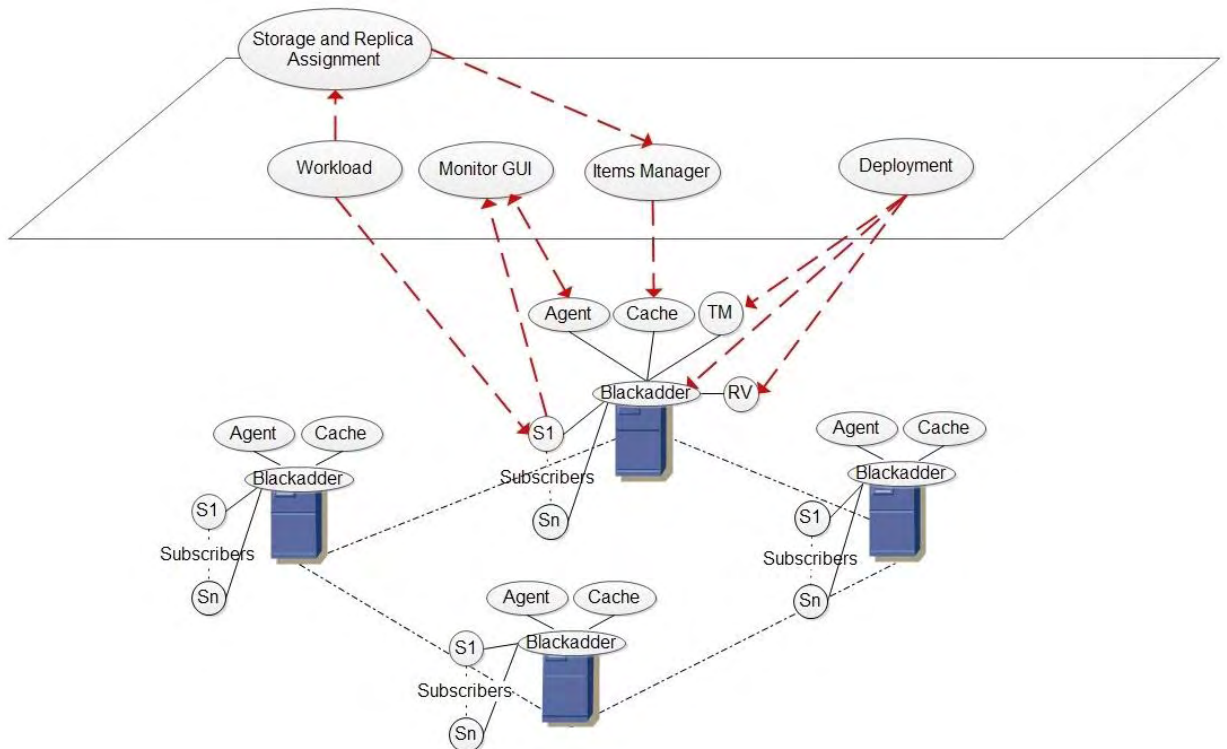 Storage and Replica
Assignment
Workload
Monitor GUI
Items Manager
Deployment
Agent
Cache
TM
Blackadder
RV
S1
Subscribers
Sn
Agent
Cache
Blackadder
S1
Subscribers
Sn
Agent
Cache
Blackadder
S1
Subscribers
Sn
Agent
Cache
Blackadder
S1
Subscribers
Sn